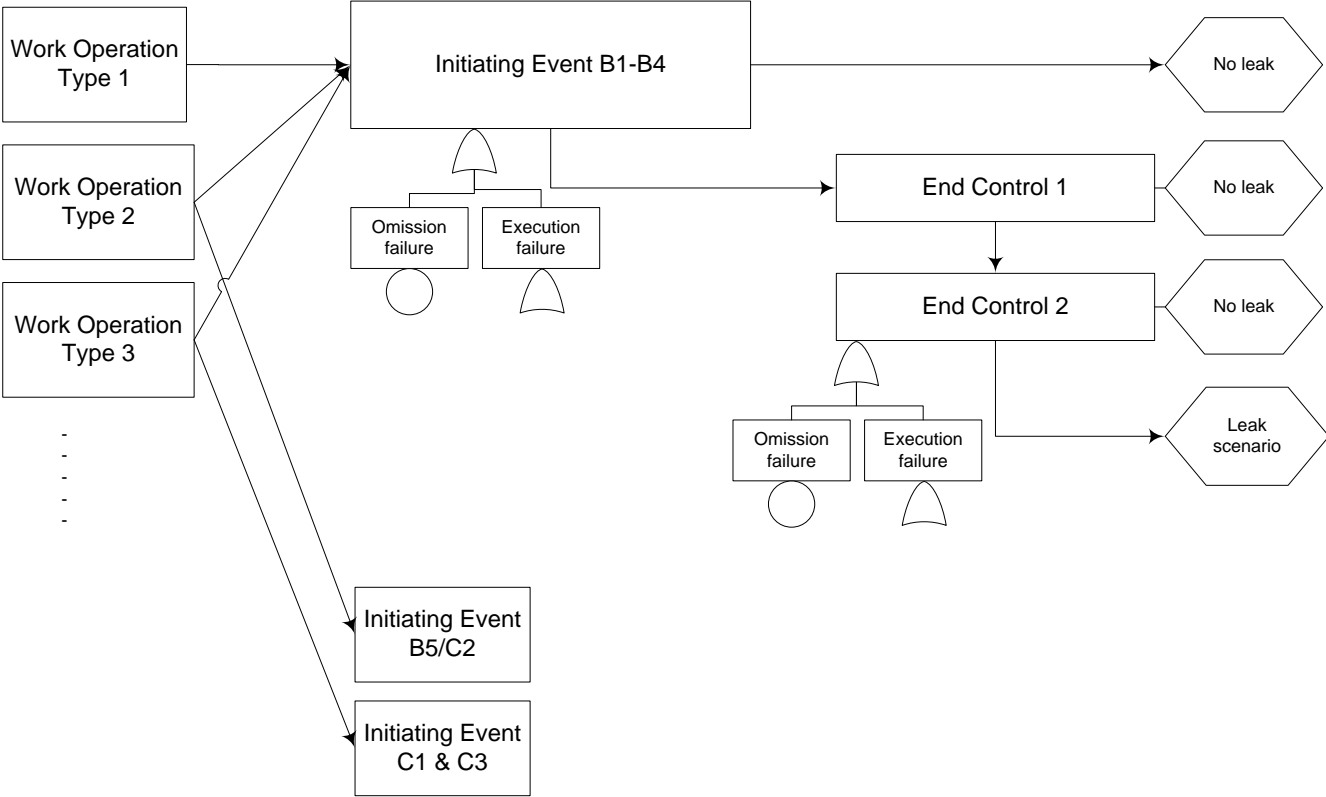 Work Operation
Type 1
Initiating Event B1-B4
No leak
Work Operation
Type 2
End Control 1
No leak
Omission
failure
Execution
failure
Work Operation
Type 3
End Control 2
No leak
Omission
failure
Execution
failure
Leak
scenario
-
-
-
-
-
Initiating Event
B5/C2
Initiating Event
C1 & C3